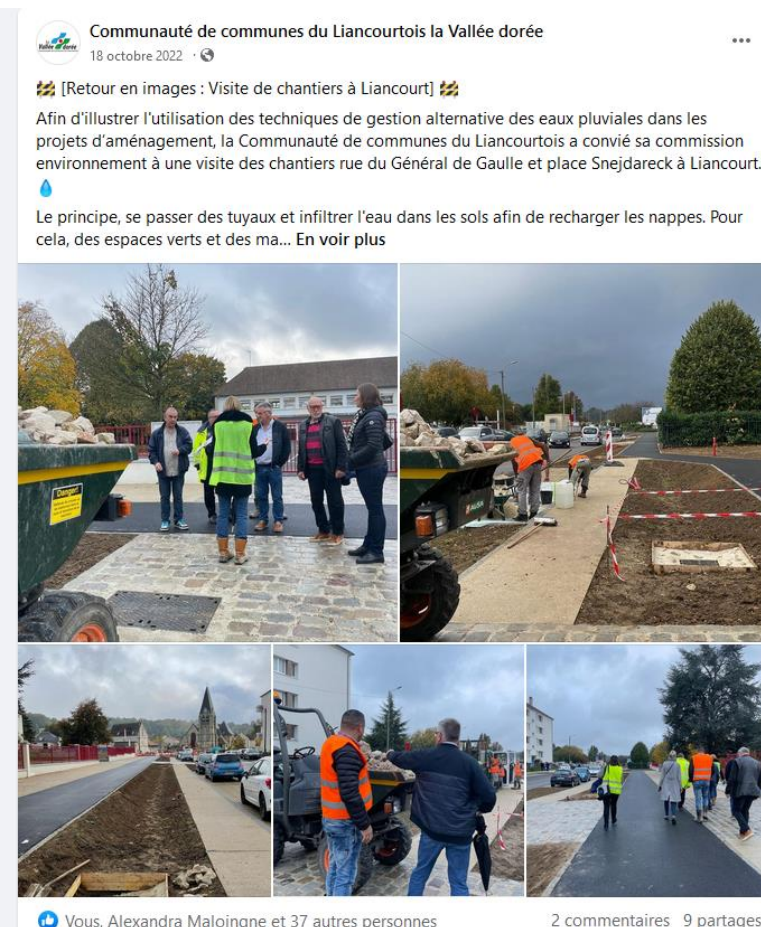 Communauté de communes du Liancourtois la Vallée dorée
18 octobre 2022 ·
🚧 [Retour en images : Visite de chantiers à Liancourt] 🚧
Afin d'illustrer l'utilisation des techniques de gestion alternative des eaux pluviales dans les
projets d'aménagement, la Communauté de communes du Liancourtois a convié sa commission
environnement à une visite des chantiers rue du Général de Gaulle et place Snejdareck à Liancourt.
💧
Le principe, se passer des tuyaux et infiltrer l'eau dans les sols afin de recharger les nappes. Pour
cela, des espaces verts et des ma... En voir plus
Danger!
Vous, Alexandra Maloingne et 37 autres personnes
2 commentaires 9 partages